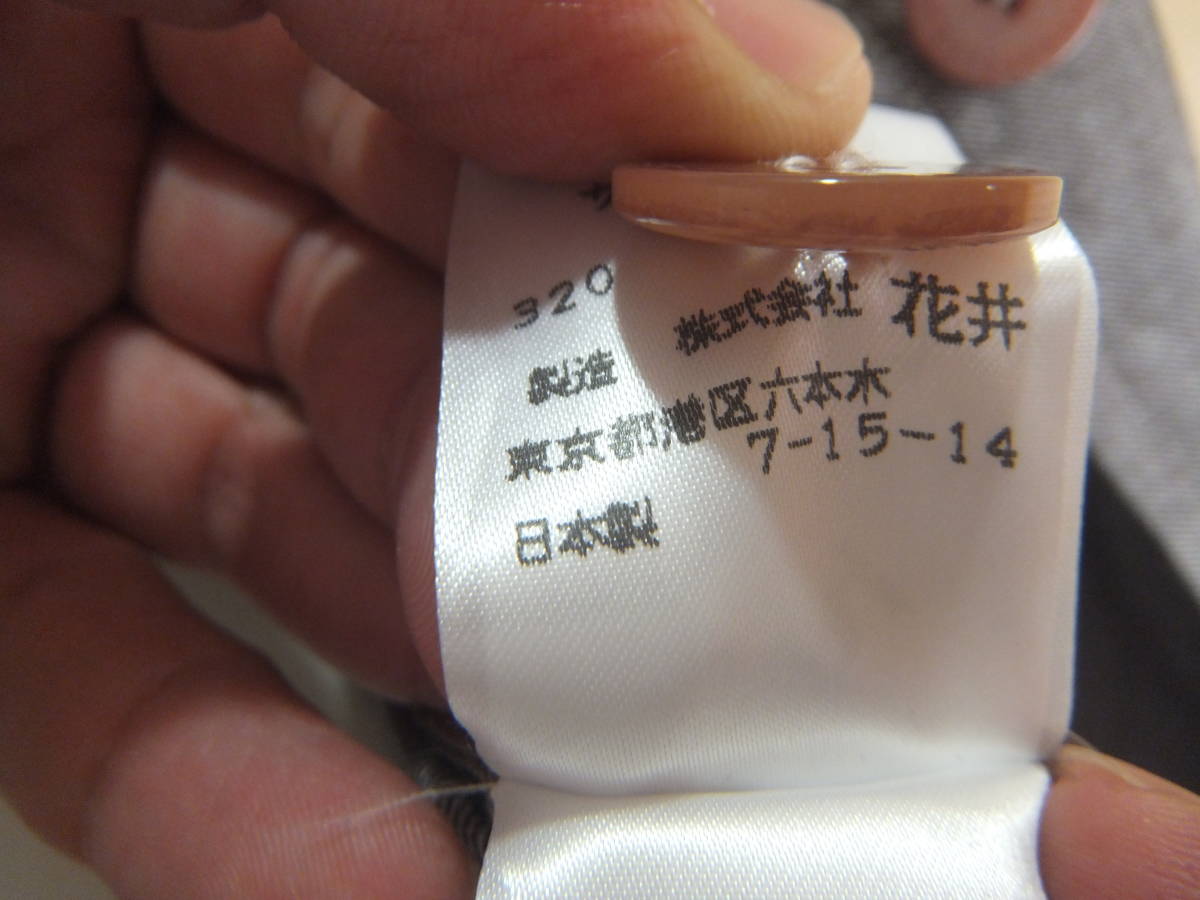 320
製造 株式会社 花井
東京都港区六本木
7-15-14
日本製